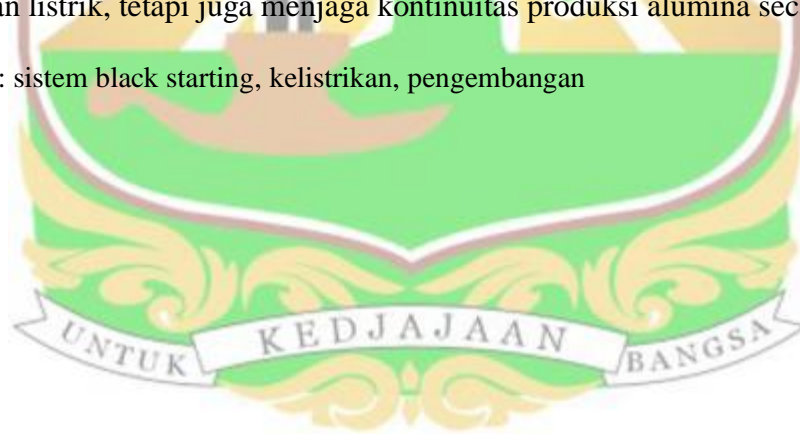 an listrik, tetapi juga menjaga kontinuitas produksi alumina sec
: sistem black starting, kelistrikan, pengembangan
UNTUK KEDJAJAAN BANGSA